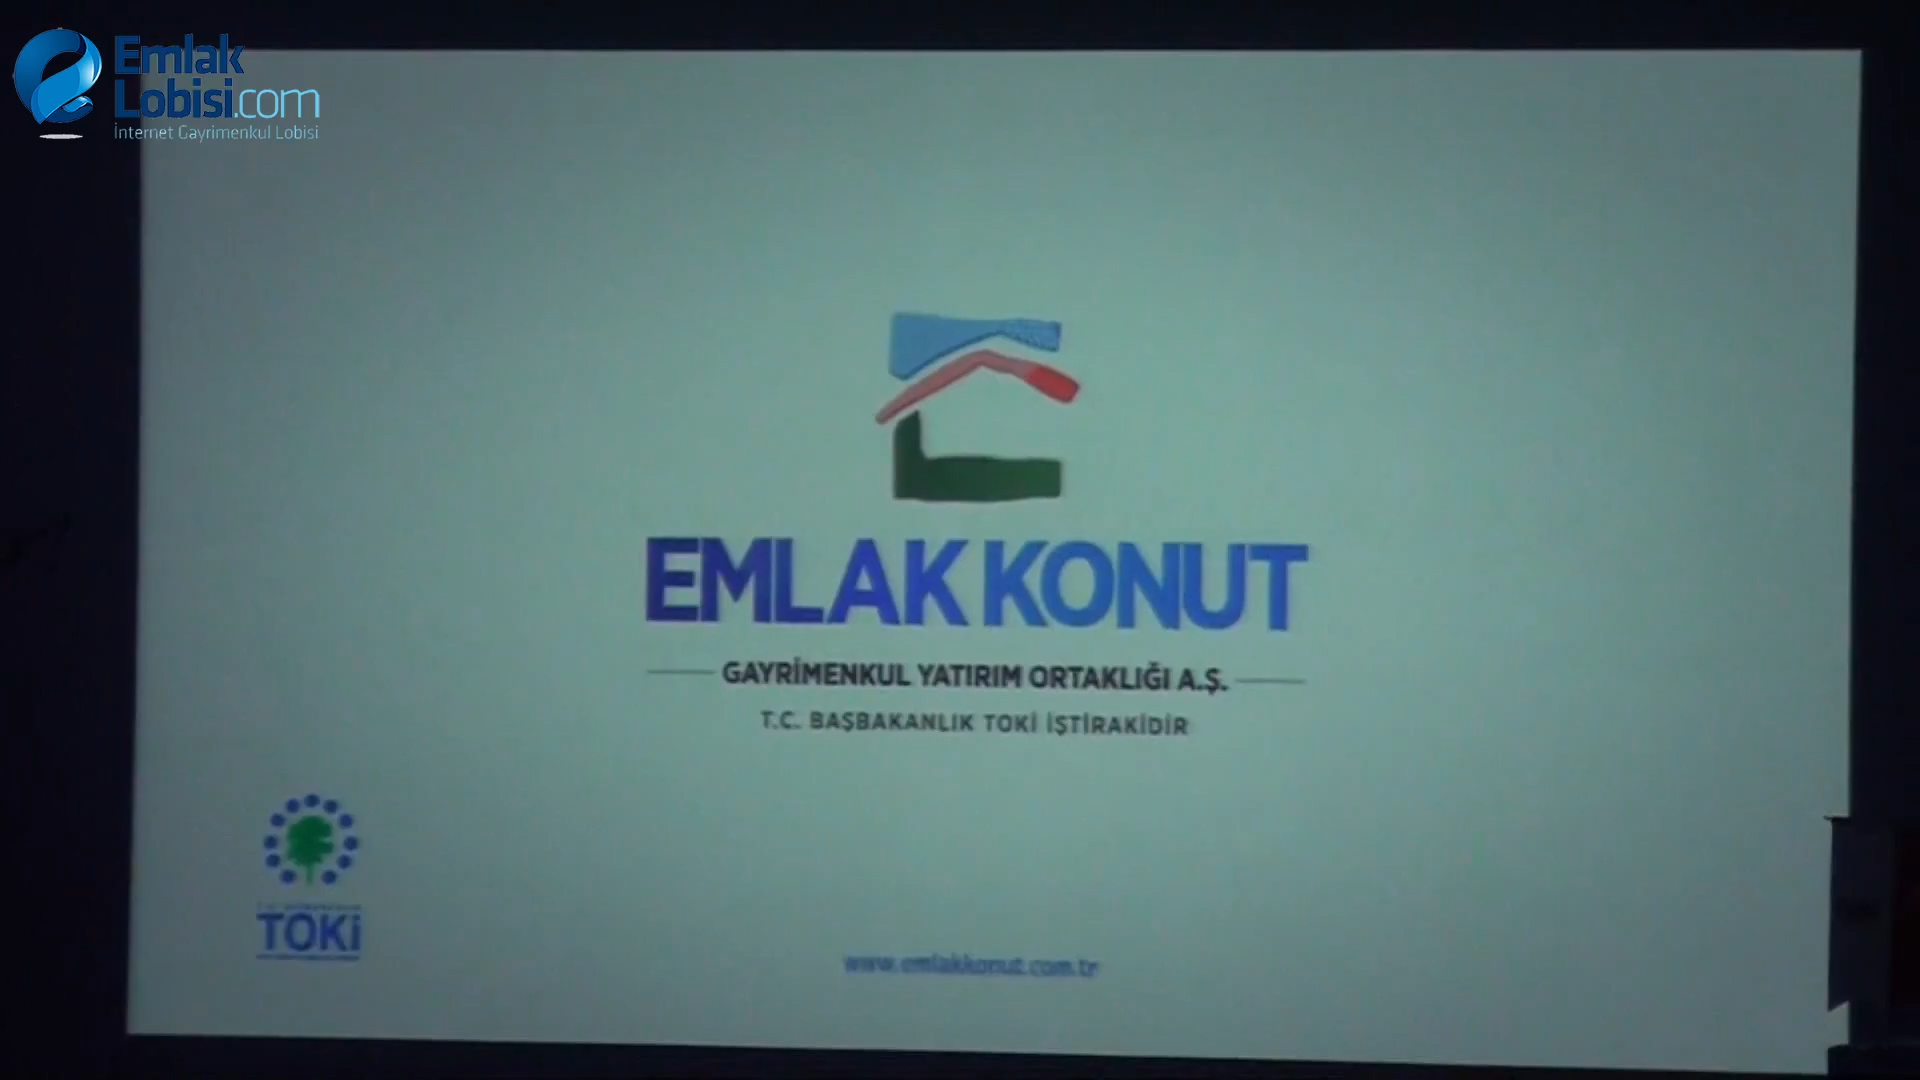 Emlak
Lobisi.com
İnternet Gayrimenkul Lobisi
EMLAK KONUT
GAYRİMENKUL YATIRIM ORTAKLIĞI A.Ş.
T.C. BAŞBAKANLIK TOKİ İŞTİRAKİDİR
TOKİ
www.emlakkonut.com.tr